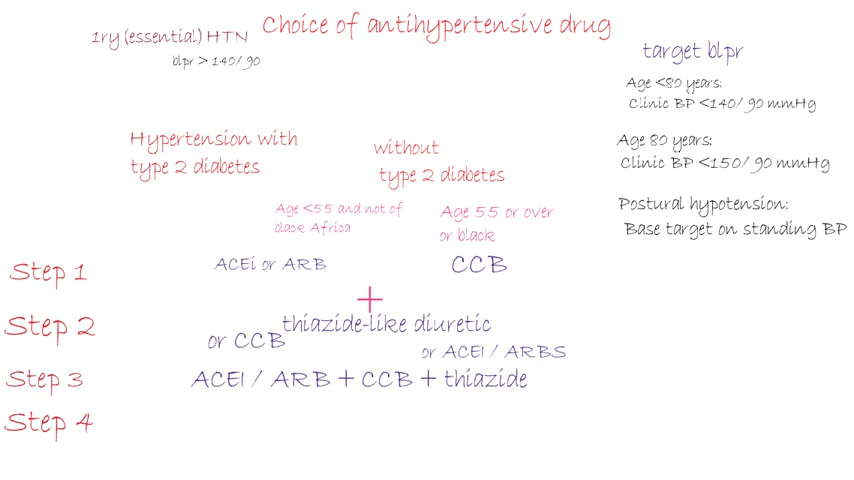 Choice of antihypertensive drug
1ry (essential) HTN
blpr > 140/90
target blpr
Age <80 years:
Clinic BP <140/90 mmHg
Age 80 years:
Clinic BP <150/90 mmHg
Postural hypotension:
Base target on standing BP
Hypertension with
type 2 diabetes
without
type 2 diabetes
Age <55 and not of
black Africa
Age 55 or over
or black
Step 1
ACEi or ARB
CCB
+
Step 2
thiazide-like diuretic
or CCB
or ACEI / ARBS
Step 3
ACEI / ARB + CCB + thiazide
Step 4